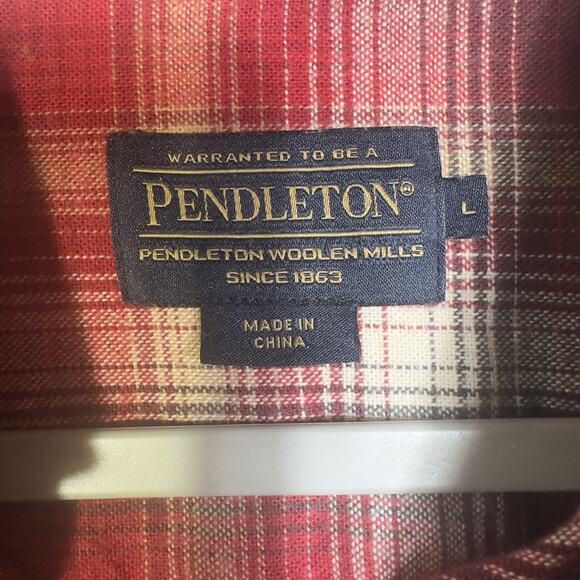 WARRANTED TO BE A
PENDLETON®
L
PENDLETON WOOLEN MILLS
SINCE 1863
MADE IN
CHINA